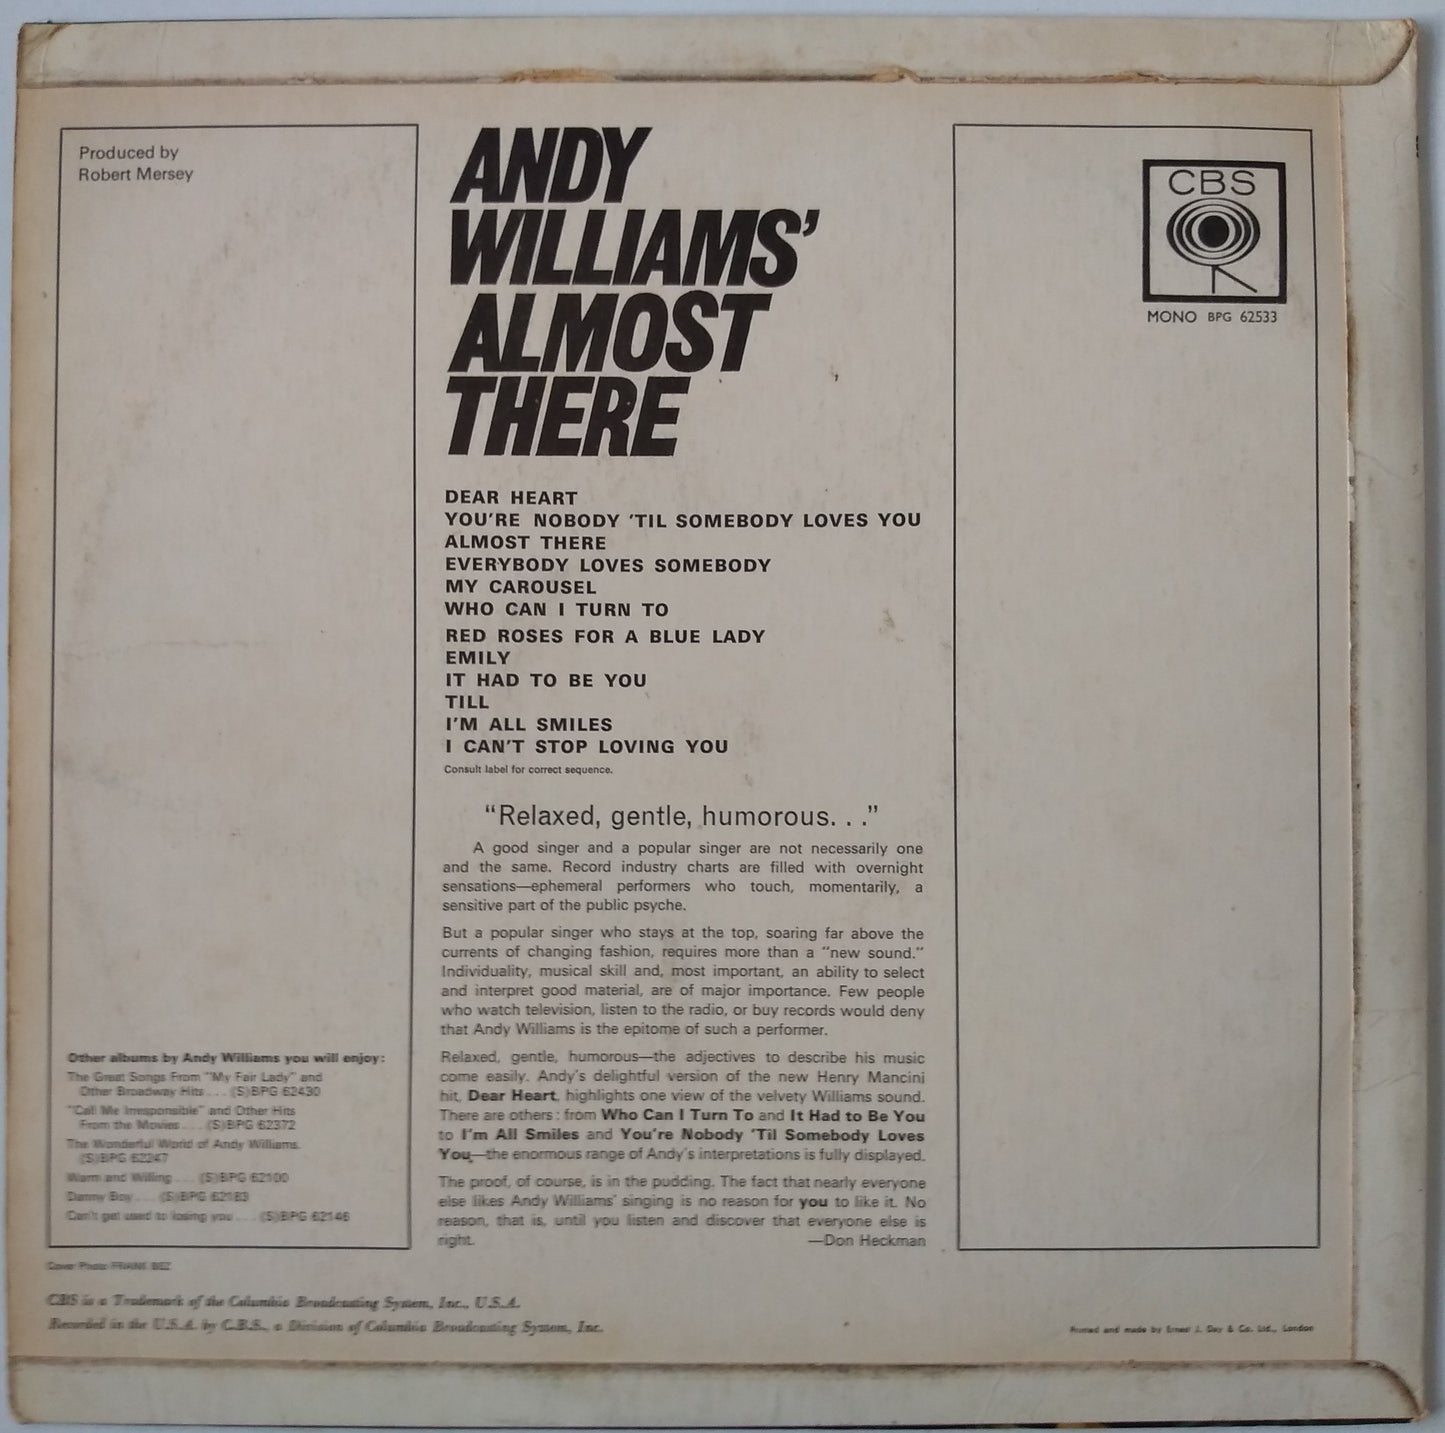 Produced by
Robert Mersey
ANDY
WILLIAMS'
ALMOST
THERE
CBS
MONO BPG 62533
DEAR HEART
YOU'RE NOBODY 'TIL SOMEBODY LOVES YOU
ALMOST THERE
EVERYBODY LOVES SOMEBODY
MY CAROUSEL
WHO CAN I TURN TO
RED ROSES FOR A BLUE LADY
EMILY
IT HAD TO BE YOU
TILL
I'M ALL SMILES
I CAN'T STOP LOVING YOU
Consult label for correct sequence.
"Relaxed, gentle, humorous. . ."
A good singer and a popular singer are not necessarily one
and the same. Record industry charts are filled with overnight
sensations—ephemeral performers who touch, momentarily, a
sensitive part of the public psyche.
But a popular singer who stays at the top, soaring far above the
currents of changing fashion, requires more than a "new sound."
Individuality, musical skill and, most important, an ability to select
and interpret good material, are of major importance. Few people
who watch television, listen to the radio, or buy records would deny
that Andy Williams is the epitome of such a performer.
Relaxed, gentle, humorous—the adjectives to describe his music
come easily. Andy's delightful version of the new Henry Mancini
hit, Dear Heart, highlights one view of the velvety Williams sound.
There are others: from Who Can I Turn To and It Had to Be You
to I'm All Smiles and You're Nobody 'Til Somebody Loves
You—the enormous range of Andy's interpretations is fully displayed.
The proof, of course, is in the pudding. The fact that nearly everyone
else likes Andy Williams' singing is no reason for you to like it. No
reason, that is, until you listen and discover that everyone else is
right. —Don Heckman
Other albums by Andy Williams you will enjoy:
The Great Songs From "My Fair Lady" and
Other Broadway Hits . . . (S)BPG 62430
"Call Me Irresponsible" and Other Hits
From the Movies . . . (S)BPG 62372
The Wonderful World of Andy Williams.
(S)BPG 62247
Warm and Willing . . . (S)BPG 62100
Danny Boy . . . (S)BPG 62183
Can't get used to losing you . . . (S)BPG 62146
Cover Photo: FRANK BEZ
CBS is a Trademark of the Columbia Broadcasting System, Inc., U.S.A.
Recorded in the U.S.A. by C.B.S., a Division of Columbia Broadcasting System, Inc.
Printed and made by Ernest J. Day & Co. Ltd., London